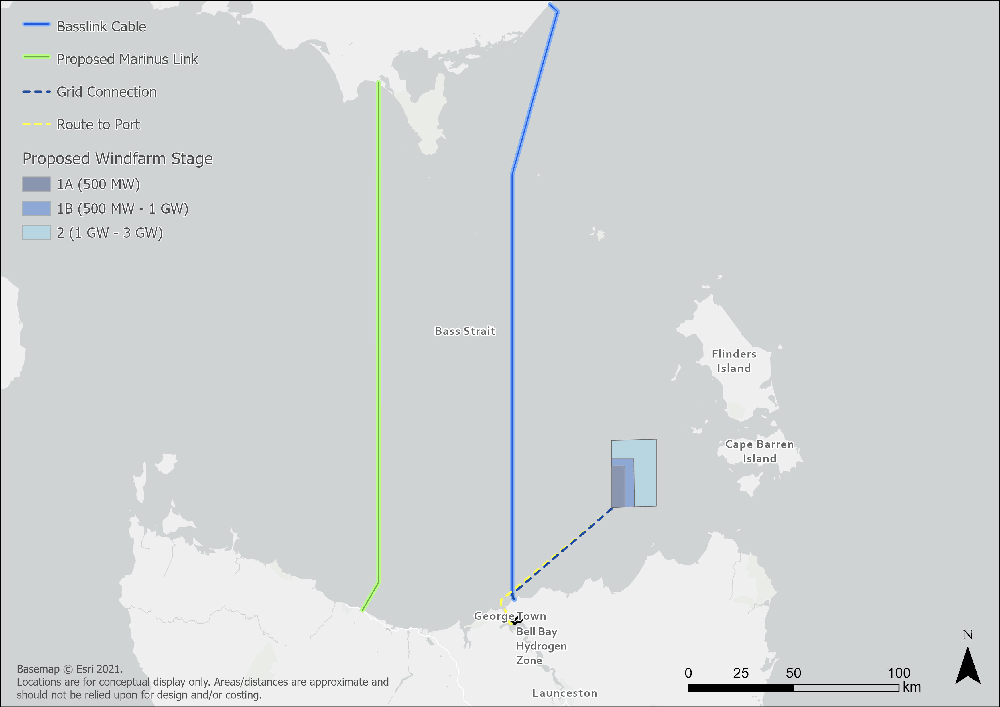 Basslink Cable
Proposed Marinus Link
Grid Connection
Route to Port
Proposed Windfarm Stage
1A (500 MW)
1B (500 MW - 1 GW)
2 (1 GW - 3 GW)
Bass Strait
Flinders
Island
Cape Barren
Island
George Town
Bell Bay
Hydrogen
Zone
Launceston
Basemap © Esri 2021.
Locations are for conceptual display only. Areas/distances are approximate and
should not be relied upon for design and/or costing.
0 25 50 100
km
N